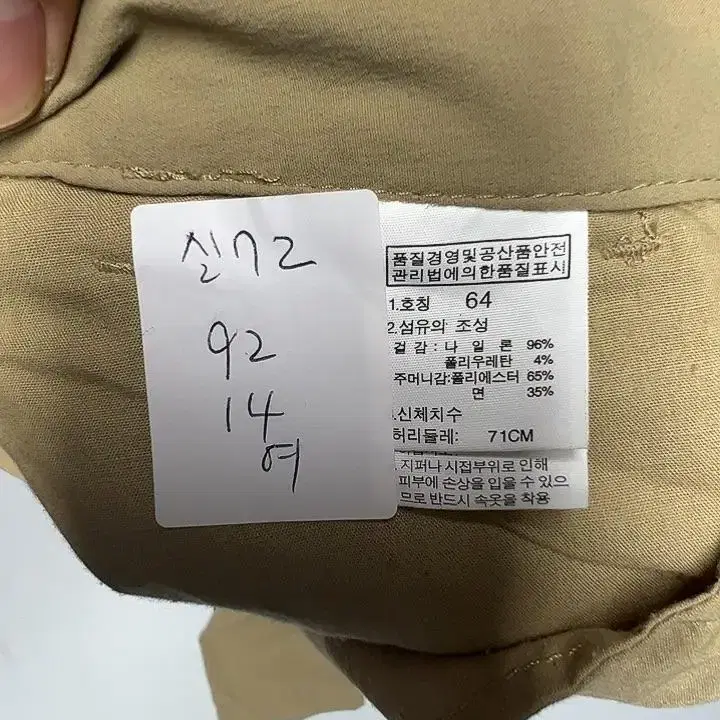 실72
92
14
여
품질경영및공산품안전
관리법에의한품질표시
1.호칭 64
2.섬유의 조성
겉 감 : 나 일 론 96%
폴리우레탄 4%
주머니감:폴리에스터 65%
면 35%
.신체치수
허리둘레: 71CM
. 지퍼나 시접부위로 인해
피부에 손상을 입을 수 있으
므로 반드시 속옷을 착용